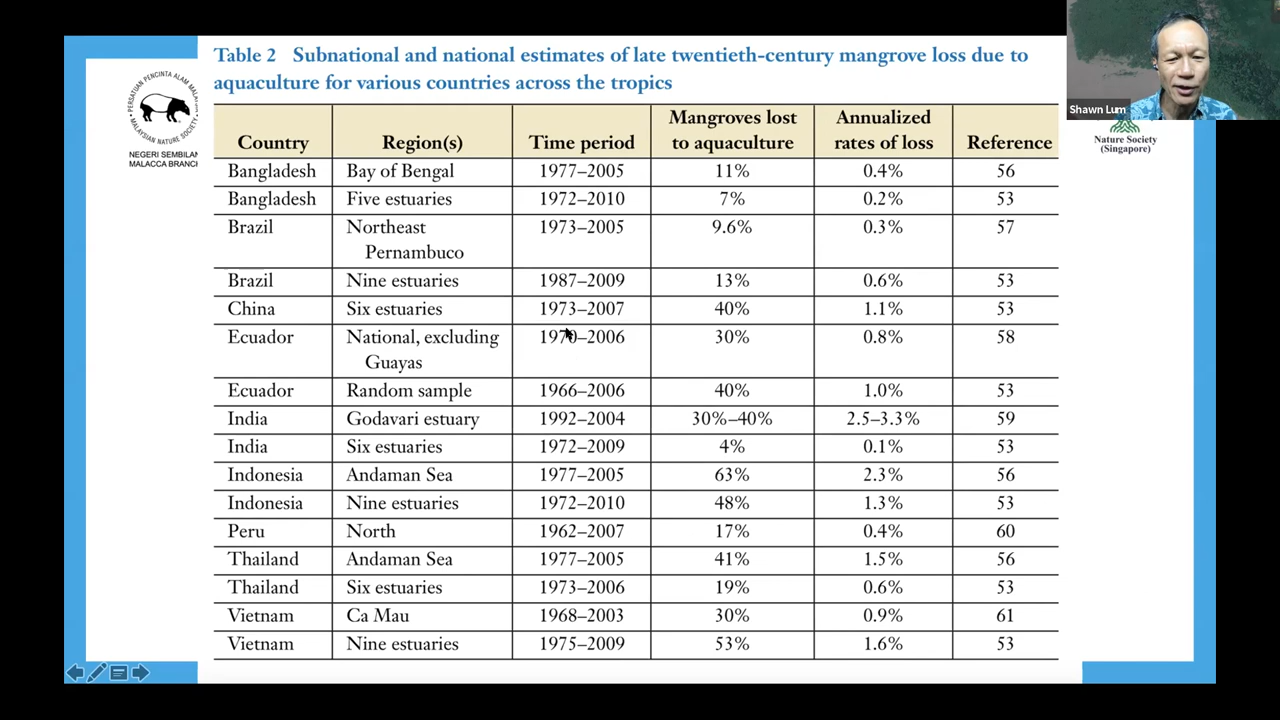 Table 2 Subnational and national estimates of late twentieth-century mangrove loss due to
aquaculture for various countries across the tropics
Shawn Lum
PERSATUAN PENCINTA ALAM
MALAYSIAN NATURE SOCIETY
NEGERI SEMBILAN
MALACCA BRANCH
Nature Society
(Singapore)
Country Region(s) Time period Mangroves lost to aquaculture Annualized rates of loss Reference
Bangladesh Bay of Bengal 1977–2005 11% 0.4% 56
Bangladesh Five estuaries 1972–2010 7% 0.2% 53
Brazil Northeast Pernambuco 1973–2005 9.6% 0.3% 57
Brazil Nine estuaries 1987–2009 13% 0.6% 53
China Six estuaries 1973–2007 40% 1.1% 53
Ecuador National, excluding Guayas 1970–2006 30% 0.8% 58
Ecuador Random sample 1966–2006 40% 1.0% 53
India Godavari estuary 1992–2004 30%–40% 2.5–3.3% 59
India Six estuaries 1972–2009 4% 0.1% 53
Indonesia Andaman Sea 1977–2005 63% 2.3% 56
Indonesia Nine estuaries 1972–2010 48% 1.3% 53
Peru North 1962–2007 17% 0.4% 60
Thailand Andaman Sea 1977–2005 41% 1.5% 56
Thailand Six estuaries 1973–2006 19% 0.6% 53
Vietnam Ca Mau 1968–2003 30% 0.9% 61
Vietnam Nine estuaries 1975–2009 53% 1.6% 53